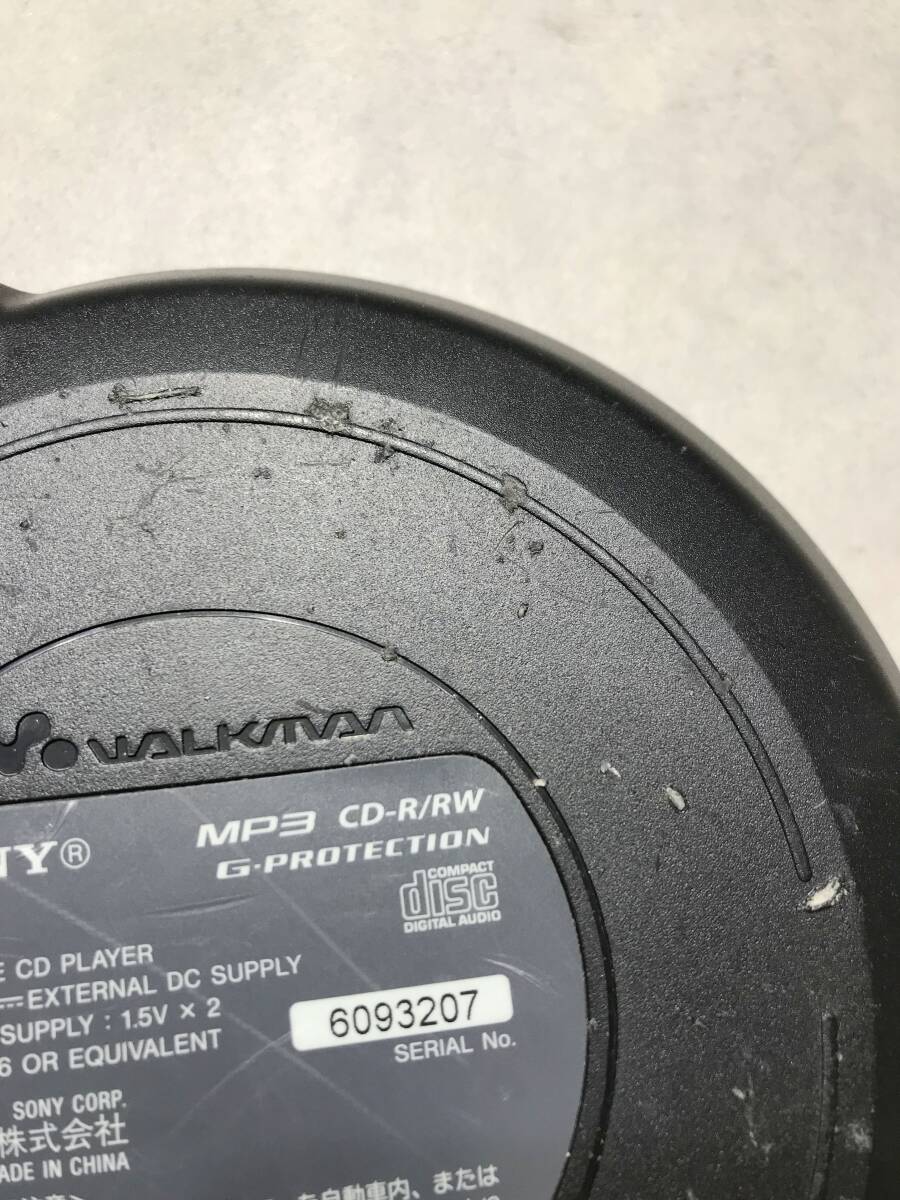 WALKMAN
NY®
MP3 CD-R/RW
G-PROTECTION
COMPACT
disc
DIGITAL AUDIO
E CD PLAYER
EXTERNAL DC SUPPLY
SUPPLY : 1.5V × 2
6 OR EQUIVALENT
6093207
SERIAL No.
SONY CORP.
株式会社
ADE IN CHINA
自動車内、または